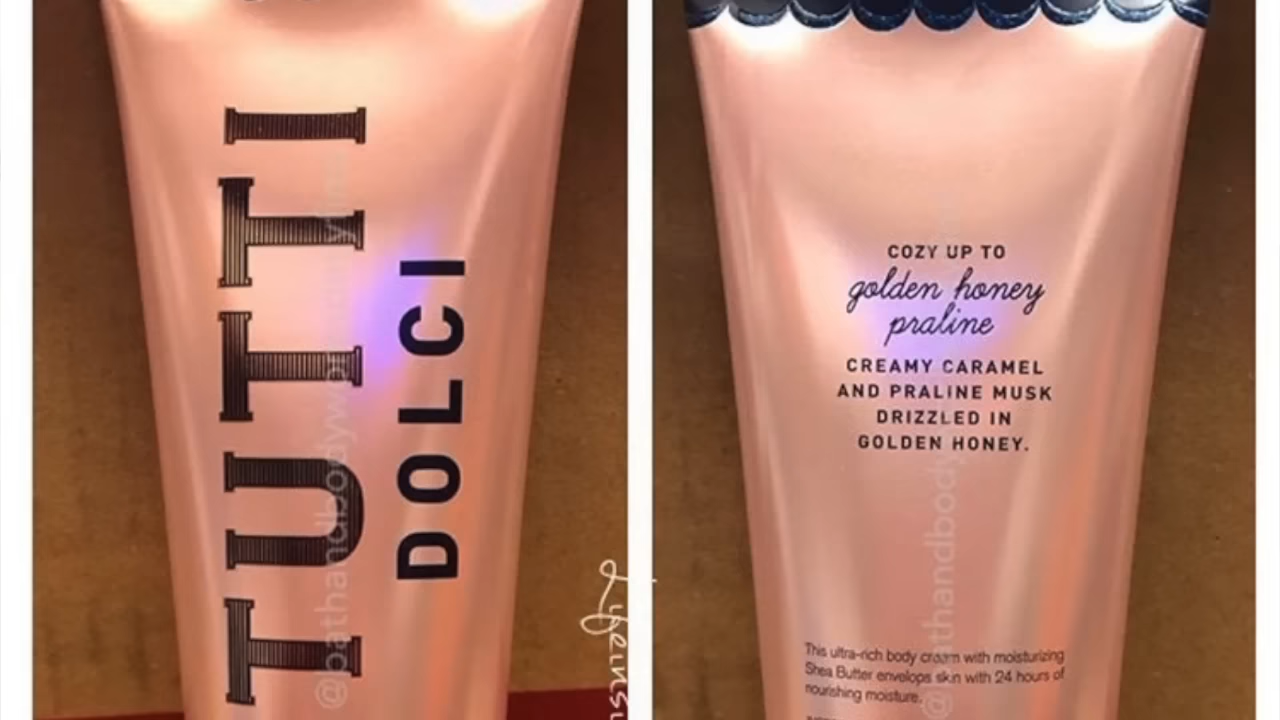 TUTTI
DOLCI
COZY UP TO
golden honey
praline
CREAMY CARAMEL
AND PRALINE MUSK
DRIZZLED IN
GOLDEN HONEY.
This ultra-rich body cream with moisturizing
Shea Butter envelops skin with 24 hours of
nourishing moisture.